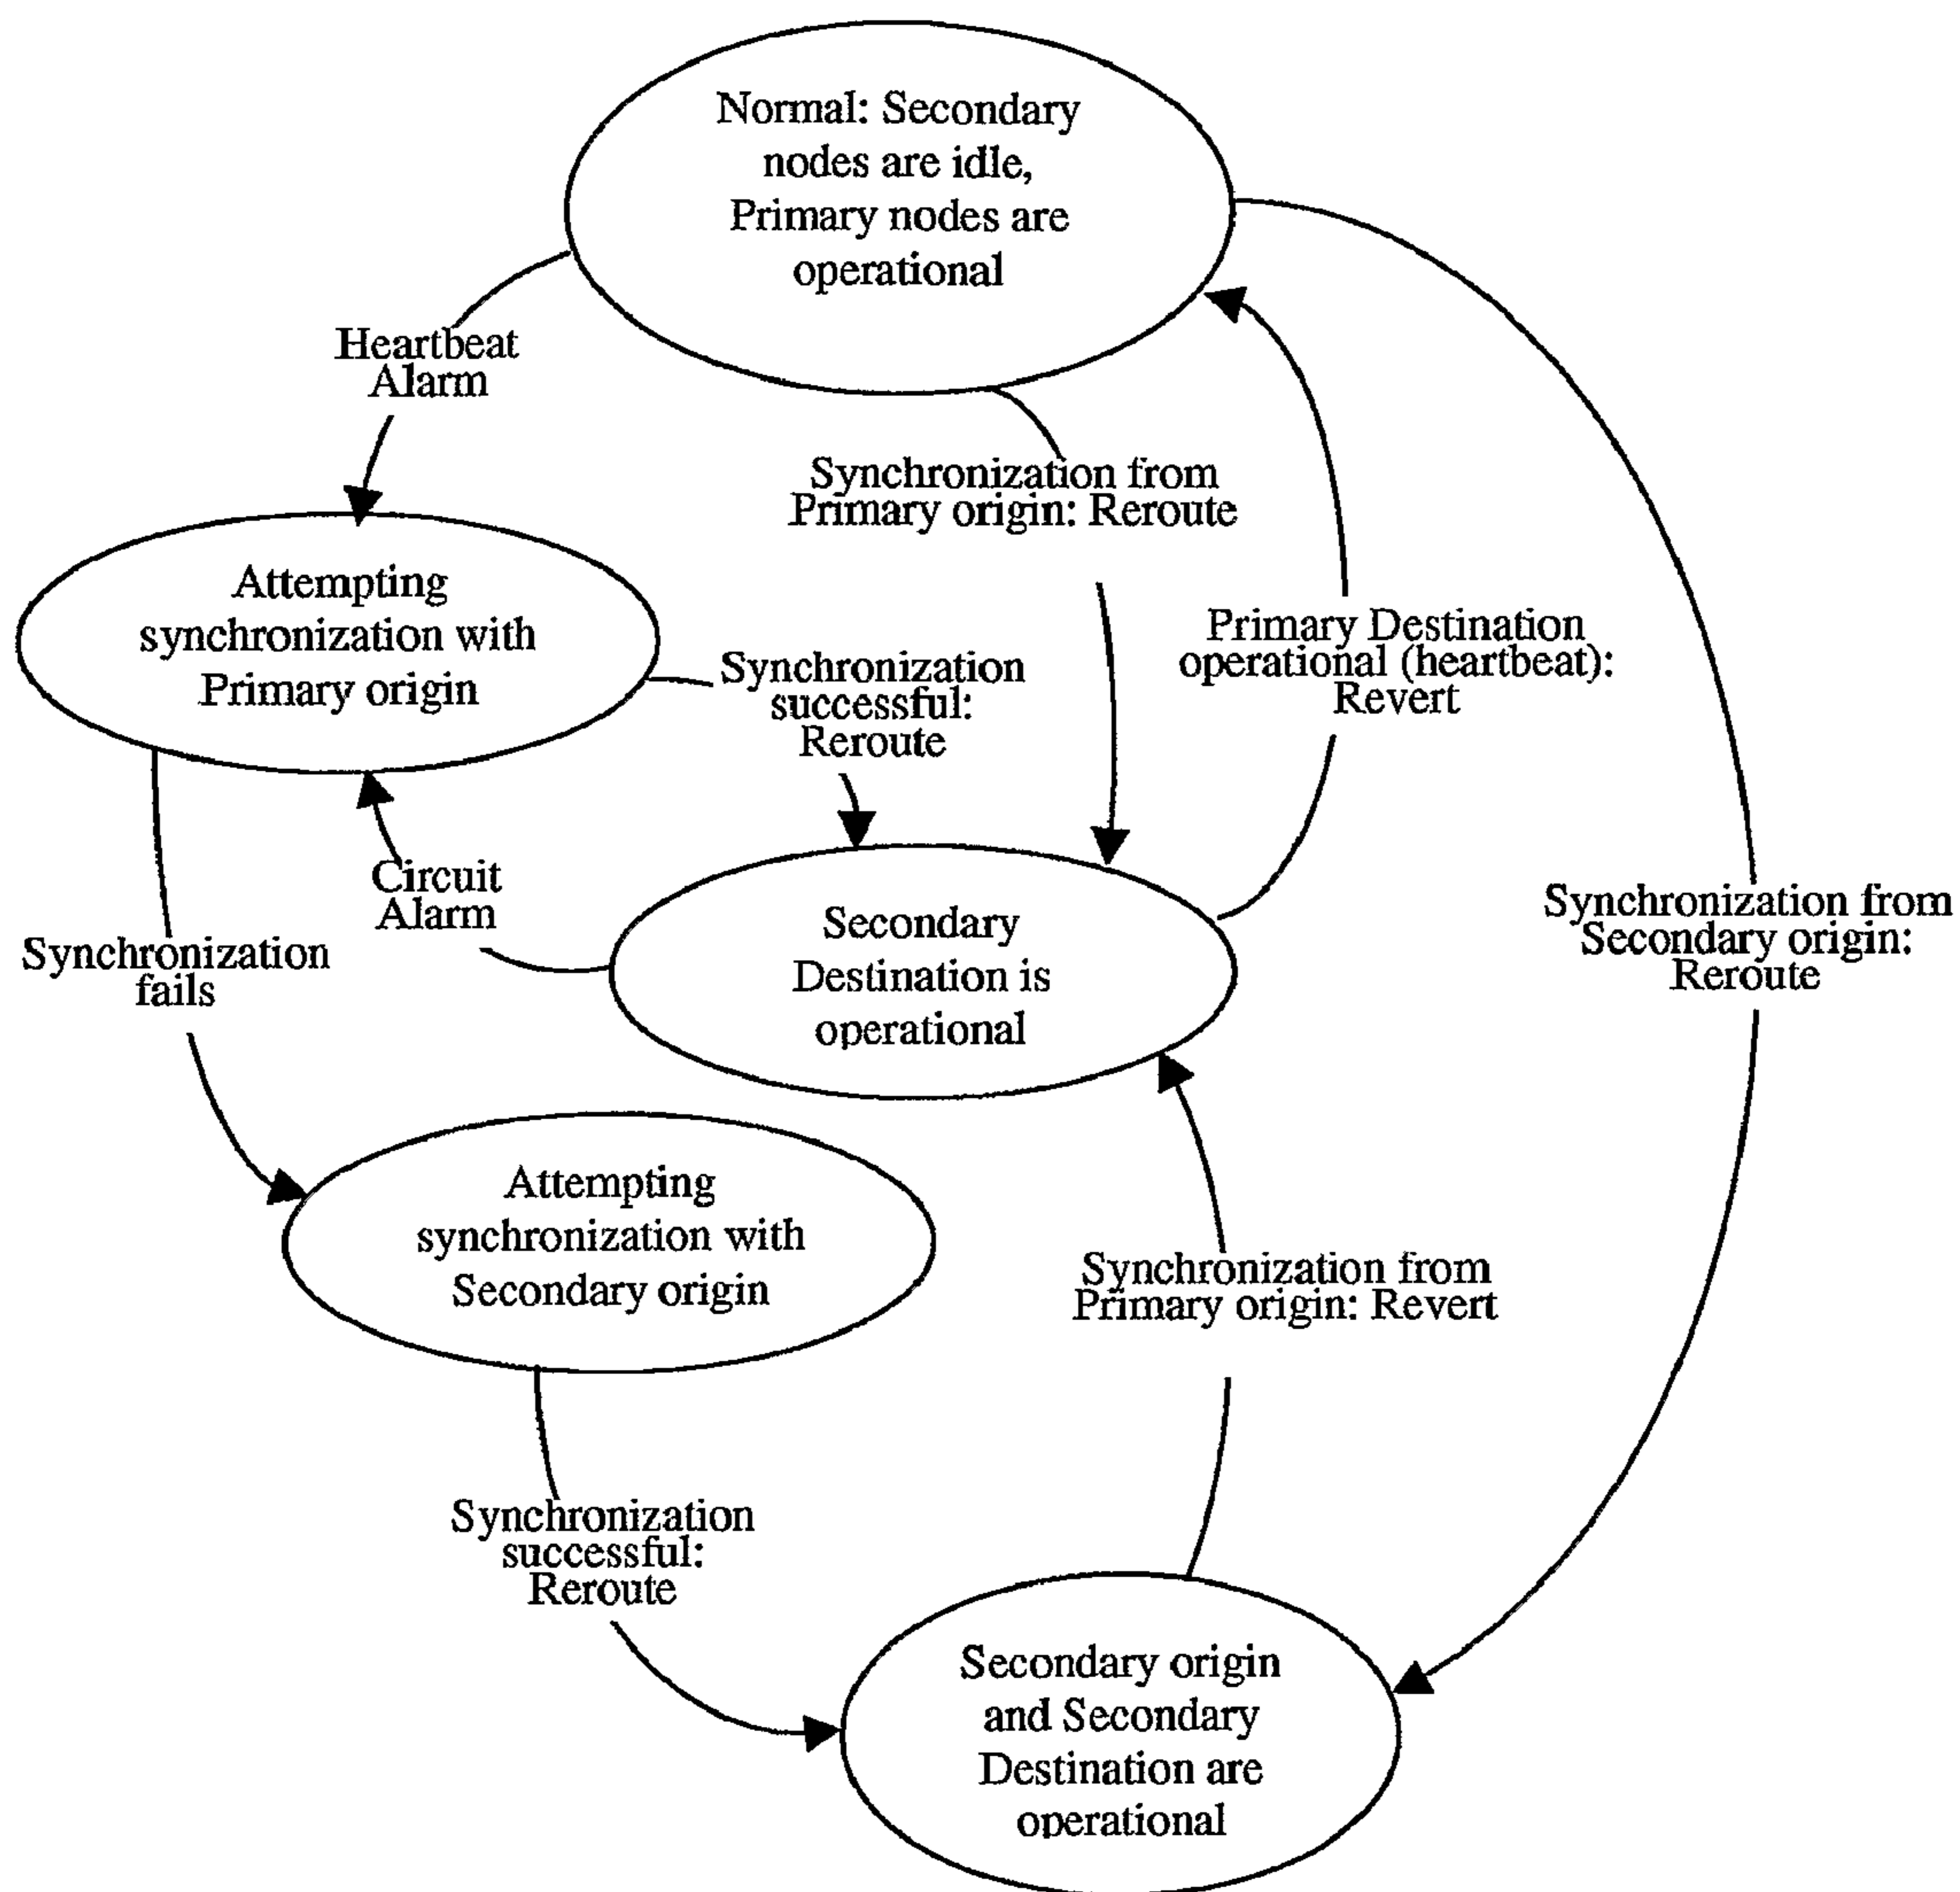 Normal: Secondary
nodes are idle,
Primary nodes are
operational
Heartbeat
Alarm
Synchronization from
Primary origin: Reroute
Attempting
synchronization with
Primary origin
Primary Destination
operational (heartbeat):
Revert
Synchronization
successful:
Reroute
Circuit
Alarm
Synchronization from
Secondary origin:
Reroute
Secondary
Destination is
operational
Synchronization
fails
Attempting
synchronization with
Secondary origin
Synchronization from
Primary origin: Revert
Synchronization
successful:
Reroute
Secondary origin
and Secondary
Destination are
operational